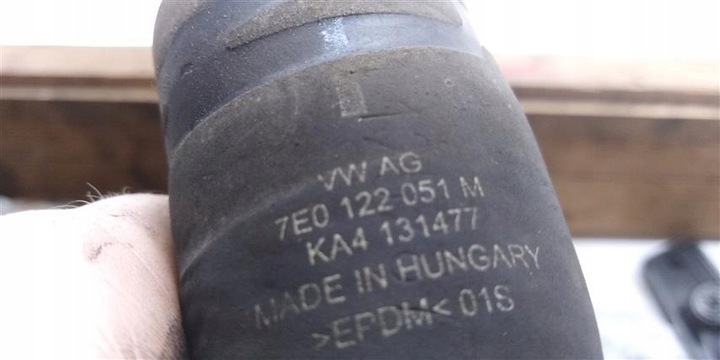 VW AG
7E0 122 051 M
KA4 131477
MADE IN HUNGARY
>EPDM< 01S